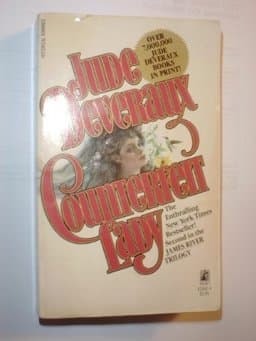 Jude
Deveraux
OVER
7,000,000
JUDE
DEVERAUX
BOOKS
IN PRINT!
Counterfeit
Lady
The
Enthralling
New York Times
Bestseller!
Second in the
JAMES RIVER
TRILOGY